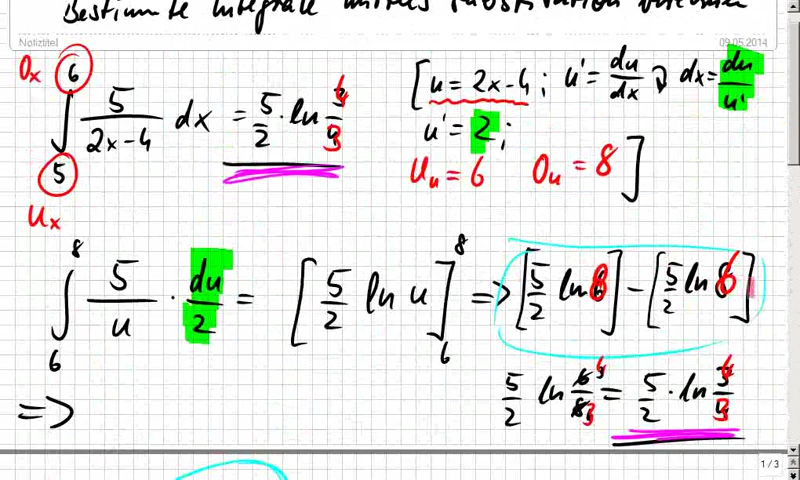 Bestimmte Integrale mittels Substitution
Notiztitel 09.05.2014
Oₓ 6
∫ 5/(2x-4) dx = 5/2 · ln 4/3 [ u = 2x-4 ; u' = du/dx ↷ dx = du/u'
5 u' = 2 ;
Uₓ Uᵤ = 6 Oᵤ = 8 ]
8
∫ 5/u · du/2 = [ 5/2 ln u ]₆⁸ => [ 5/2 ln 8 ] - [ 5/2 ln 6 ]
6
=> 5/2 ln = 5/2 · ln 4/3
1 / 3